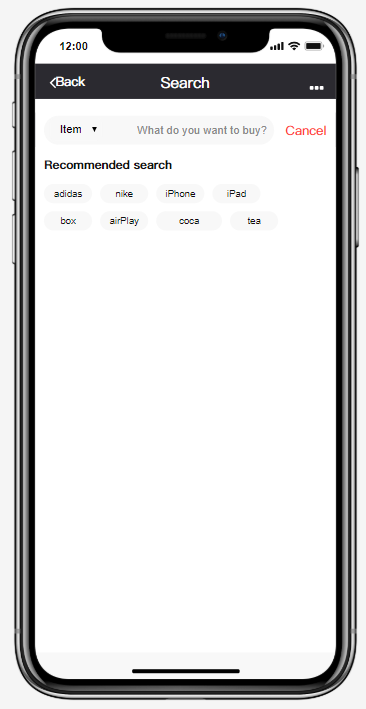 12:00
Back Search ...
Item ▼ What do you want to buy? Cancel
Recommended search
adidas nike iPhone iPad
box airPlay coca tea